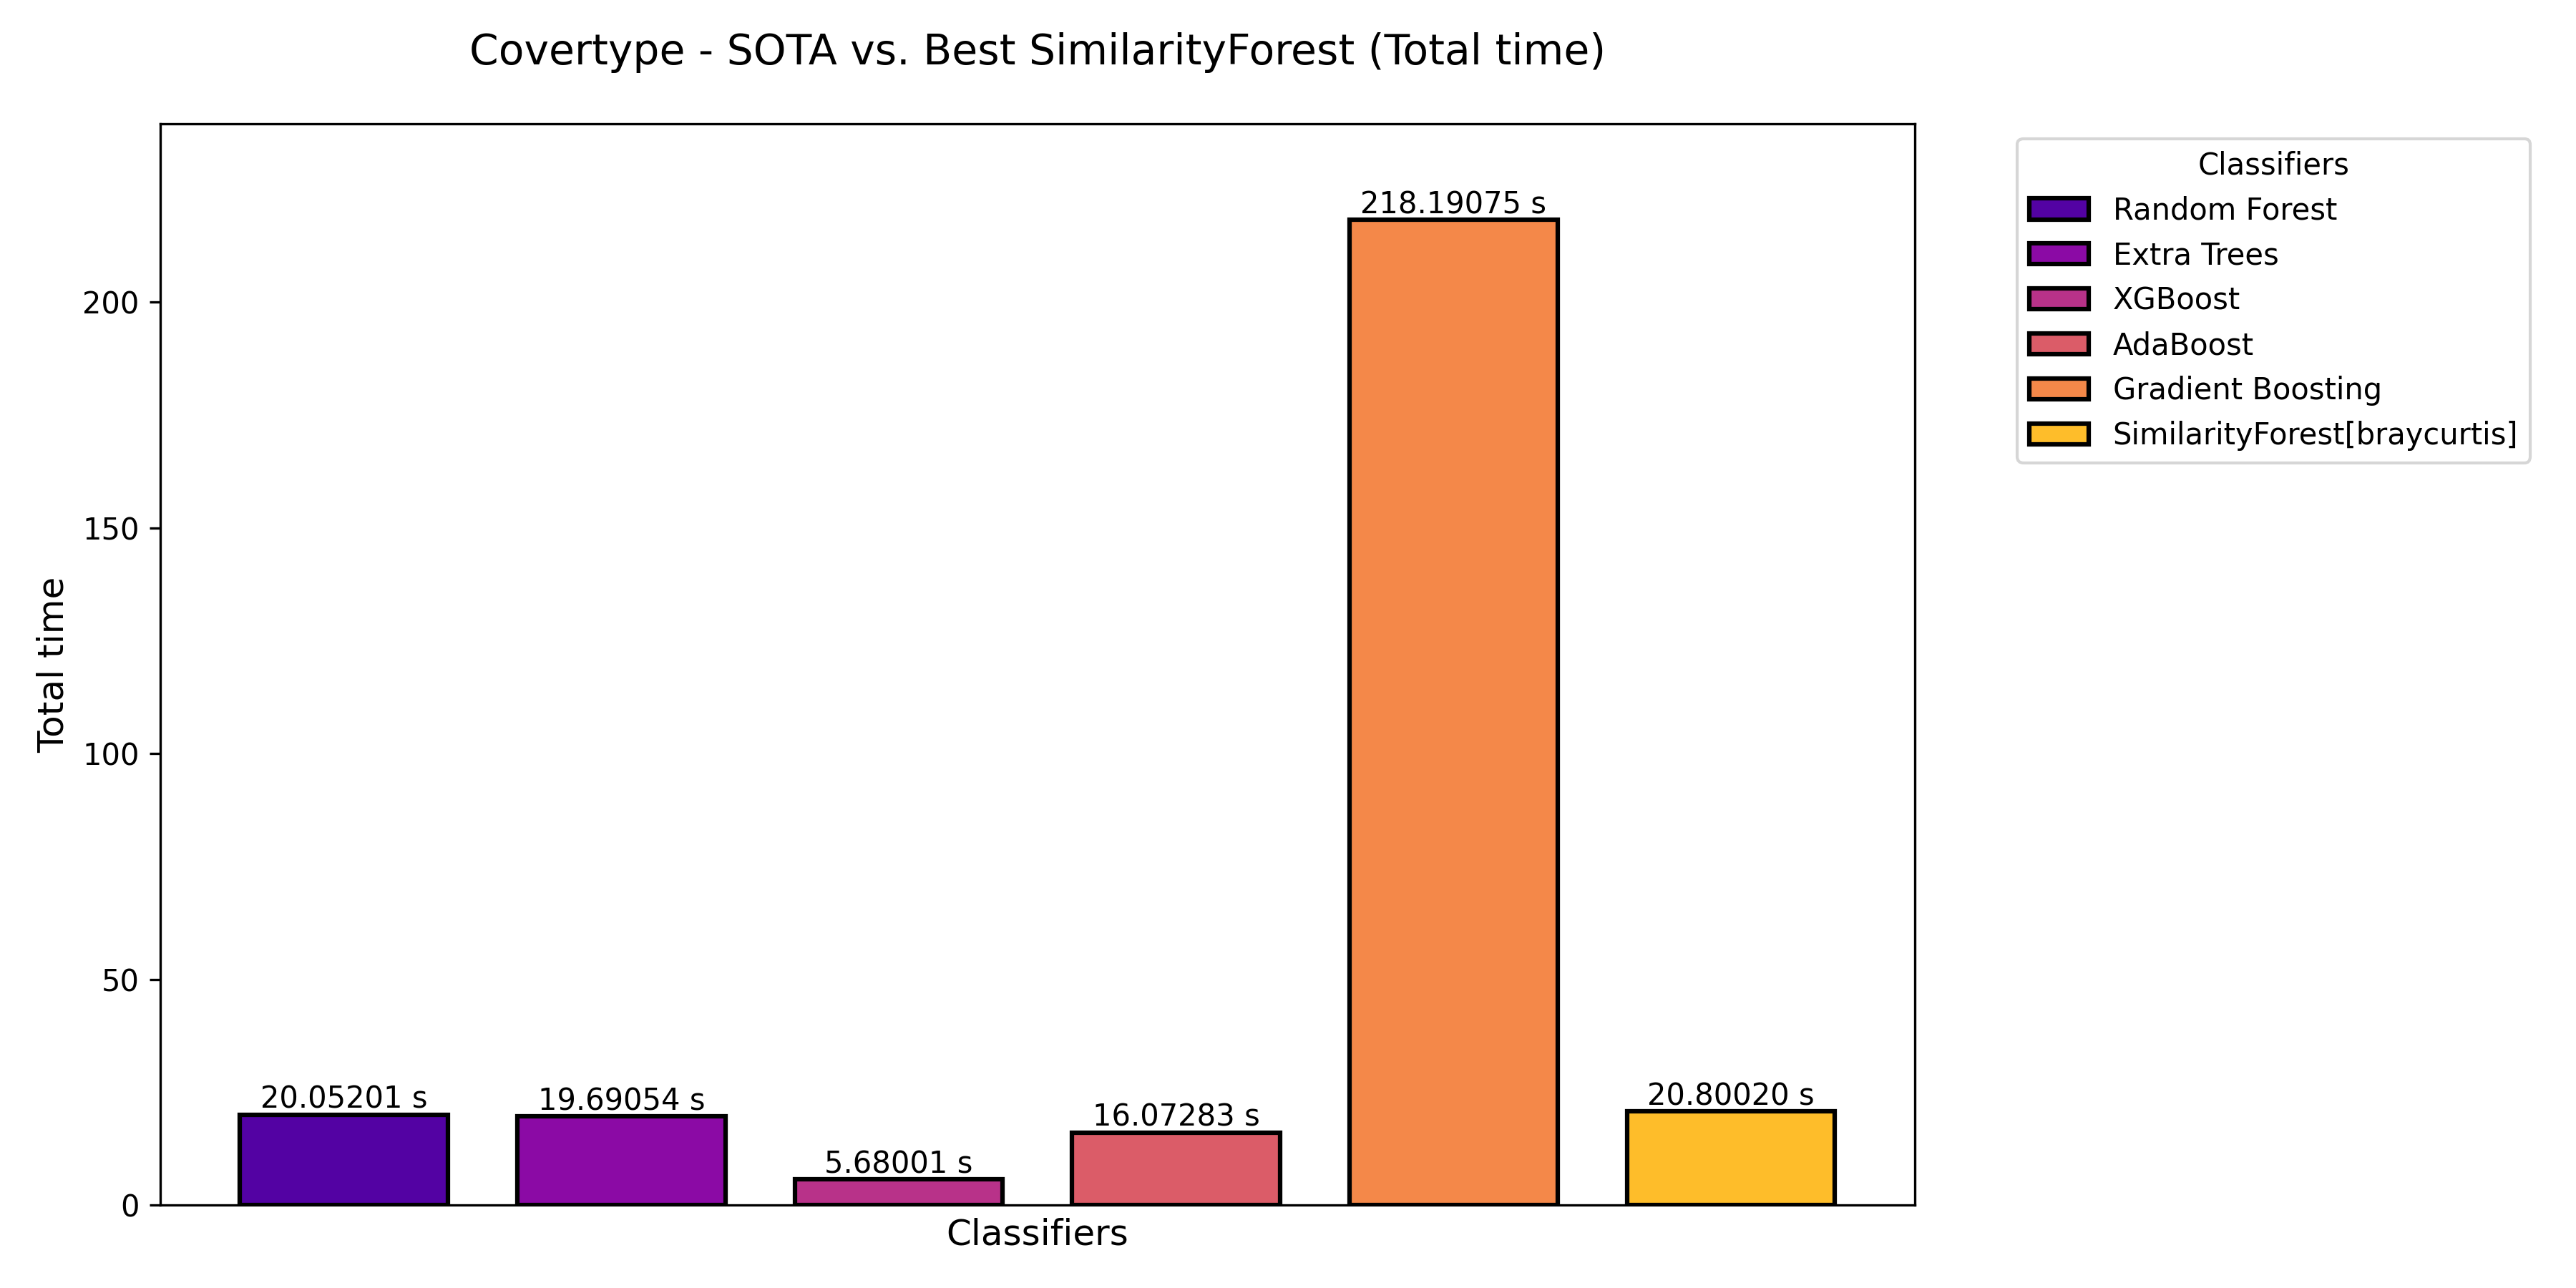 Covertype - SOTA vs. Best SimilarityForest (Total time)
Total time
200
150
100
50
0
20.05201 s
19.69054 s
5.68001 s
16.07283 s
218.19075 s
20.80020 s
Classifiers
Classifiers
Random Forest
Extra Trees
XGBoost
AdaBoost
Gradient Boosting
SimilarityForest[braycurtis]